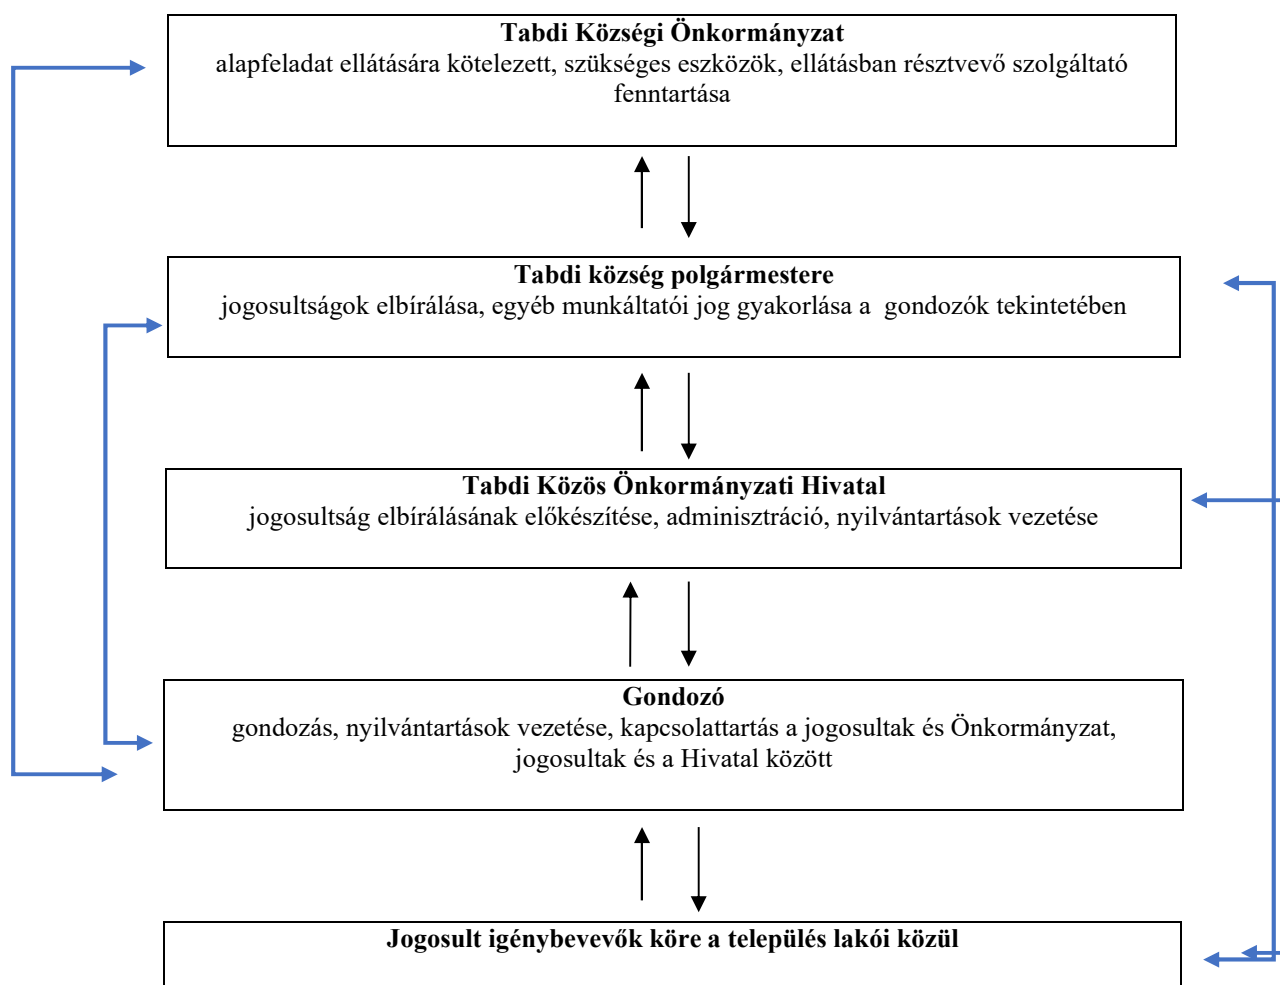 Tabdi Községi Önkormányzat
alapfeladat ellátására kötelezett, szükséges eszközök, ellátásban résztvevő szolgáltató
fenntartása
Tabdi község polgármestere
jogosultságok elbírálása, egyéb munkáltatói jog gyakorlása a gondozók tekintetében
Tabdi Közös Önkormányzati Hivatal
jogosultság elbírálásának előkészítése, adminisztráció, nyilvántartások vezetése
Gondozó
gondozás, nyilvántartások vezetése, kapcsolattartás a jogosultak és Önkormányzat,
jogosultak és a Hivatal között
Jogosult igénybevevők köre a település lakói közül